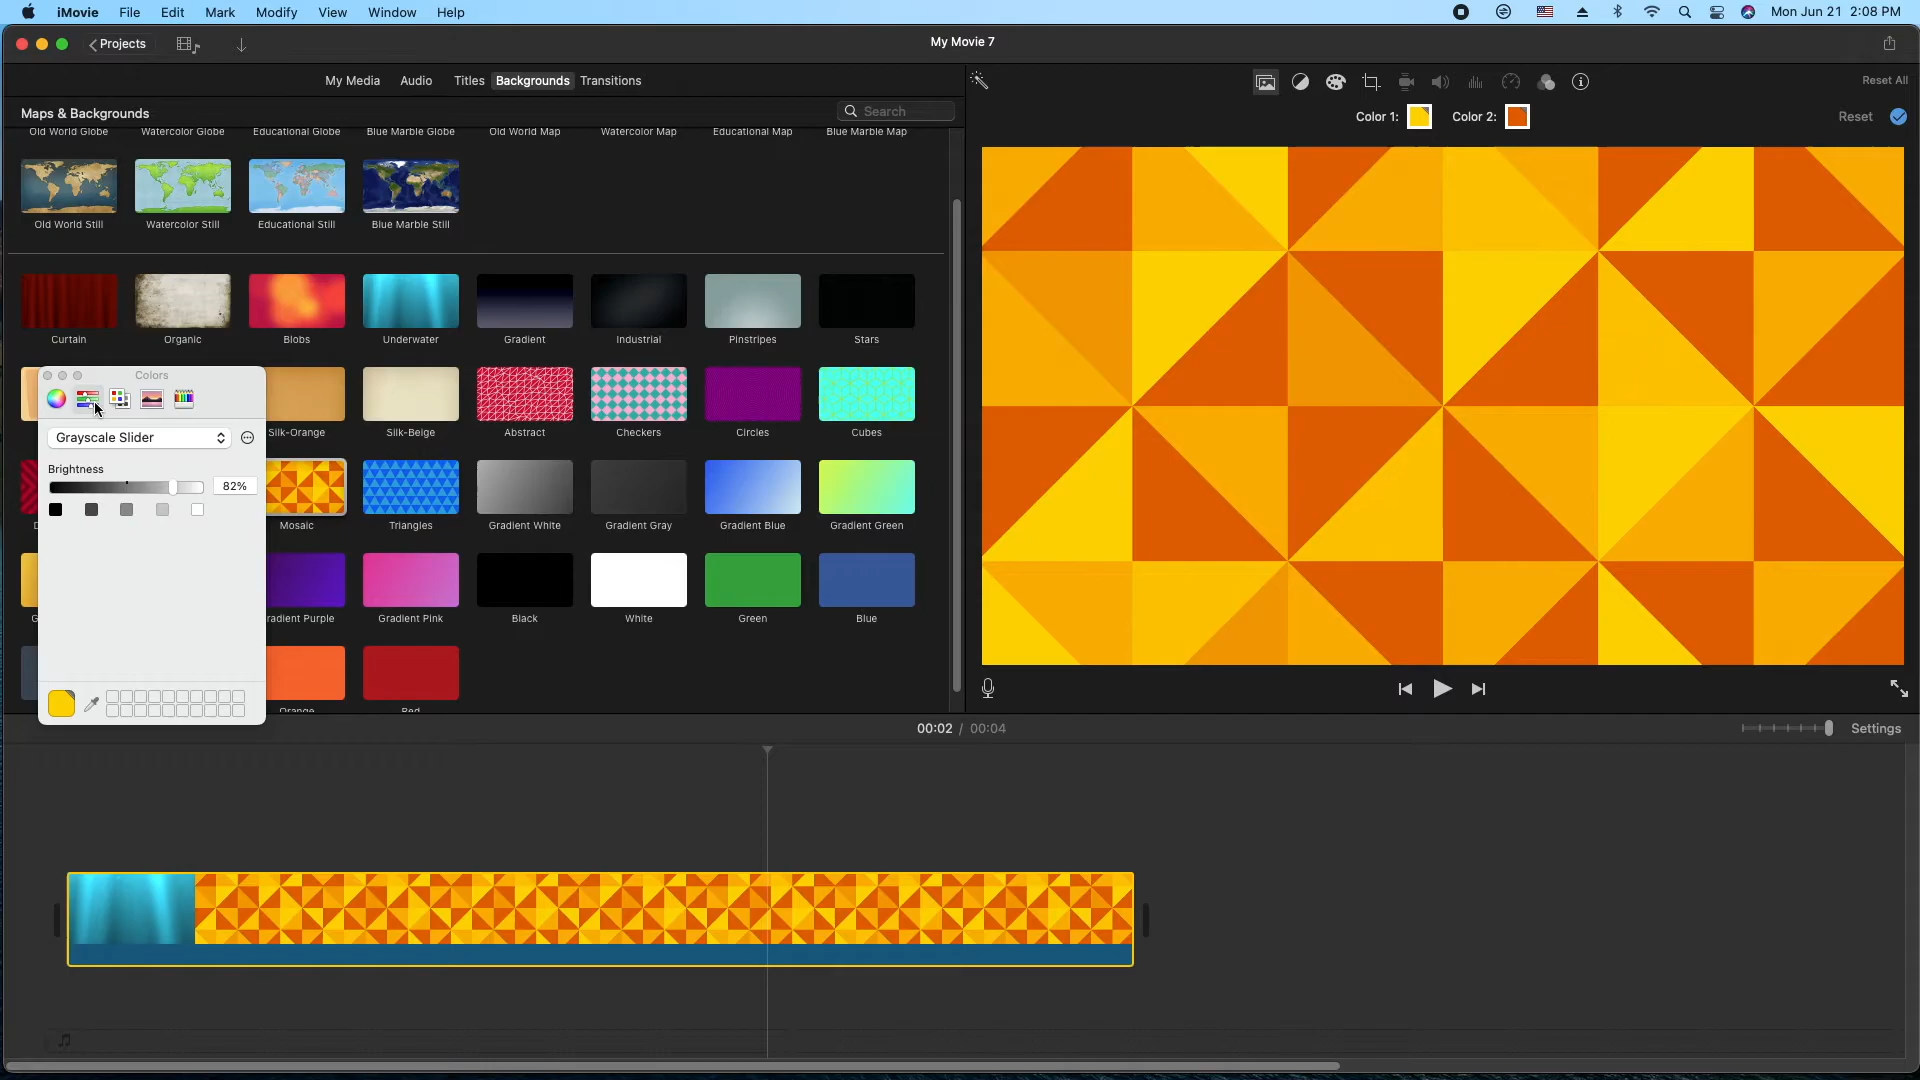 iMovie File Edit Mark Modify View Window Help Mon Jun 21 2:08 PM
Projects My Movie 7
My Media Audio Titles Backgrounds Transitions Reset All
Maps & Backgrounds Search Color 1: Color 2: Reset
Old World Globe Watercolor Globe Educational Globe Blue Marble Globe Old World Map Watercolor Map Educational Map Blue Marble Map
Old World Still Watercolor Still Educational Still Blue Marble Still
Curtain Organic Blobs Underwater Gradient Industrial Pinstripes Stars
Colors
Silk-Orange Silk-Beige Abstract Checkers Circles Cubes
Grayscale Slider
Brightness
82%
Mosaic Triangles Gradient White Gradient Gray Gradient Blue Gradient Green
radient Purple Gradient Pink Black White Green Blue
Orange Red
00:02 / 00:04 Settings